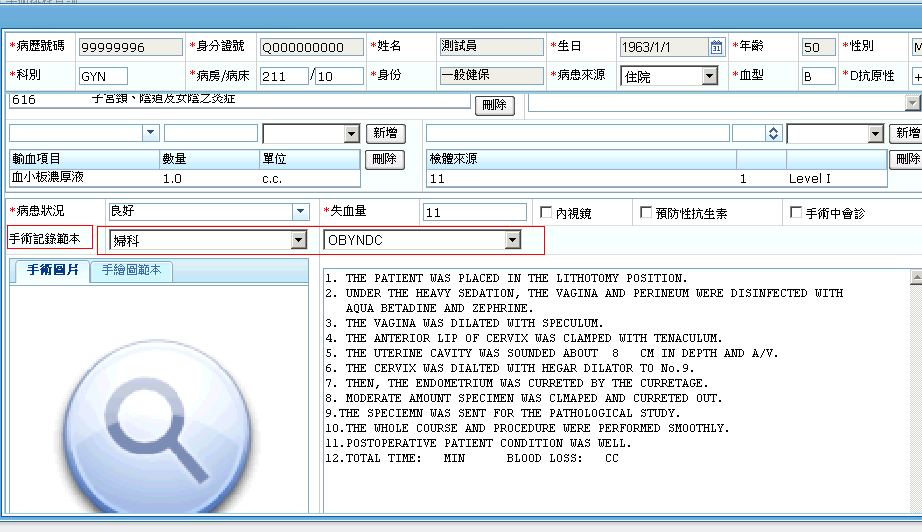 *病歷號碼 99999996 *身分證號 Q000000000 *姓名 測試員 *生日 1963/1/1 *年齡 50 *性別 M
*科別 GYN *病房/病床 211 / 10 *身份 一般健保 *病患來源 住院 *血型 B *D抗原性 +
616 子宮頸、陰道及女陰之炎症 刪除
新增 新增
輸血項目 數量 單位 刪除 檢體來源 刪除
血小板濃厚液 1.0 c.c. 11 1 Level I
*病患狀況 良好 *失血量 11 內視鏡 預防性抗生素 手術中會診
手術記錄範本 婦科 OBYNDC
手術圖片 手繪圖範本
1. THE PATIENT WAS PLACED IN THE LITHOTOMY POSITION.
2. UNDER THE HEAVY SEDATION, THE VAGINA AND PERINEUM WERE DISINFECTED WITH
AQUA BETADINE AND ZEPHRINE.
3. THE VAGINA WAS DILATED WITH SPECULUM.
4. THE ANTERIOR LIP OF CERVIX WAS CLAMPED WITH TENACULUM.
5. THE UTERINE CAVITY WAS SOUNDED ABOUT 8 CM IN DEPTH AND A/V.
6. THE CERVIX WAS DIALTED WITH HEGAR DILATOR TO No.9.
7. THEN, THE ENDOMETRIUM WAS CURRETED BY THE CURRETAGE.
8. MODERATE AMOUNT SPECIMEN WAS CLMAPED AND CURRETED OUT.
9.THE SPECIEMN WAS SENT FOR THE PATHOLOGICAL STUDY.
10.THE WHOLE COURSE AND PROCEDURE WERE PERFORMED SMOOTHLY.
11.POSTOPERATIVE PATIENT CONDITION WAS WELL.
12.TOTAL TIME: MIN BLOOD LOSS: CC